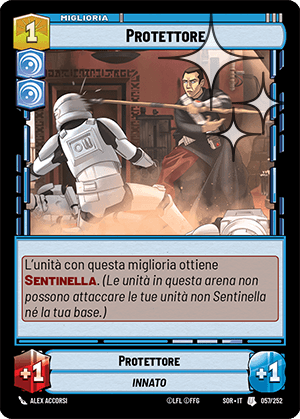 MIGLIORIA
1
PROTETTORE
L'unità con questa miglioria ottiene
SENTINELLA. (Le unità in questa arena non
possono attaccare le tue unità non Sentinella
né la tua base.)
+1
PROTETTORE
INNATO
+1
ALEX ACCORSI
©LFL ©FFG
SOR • IT
057/252